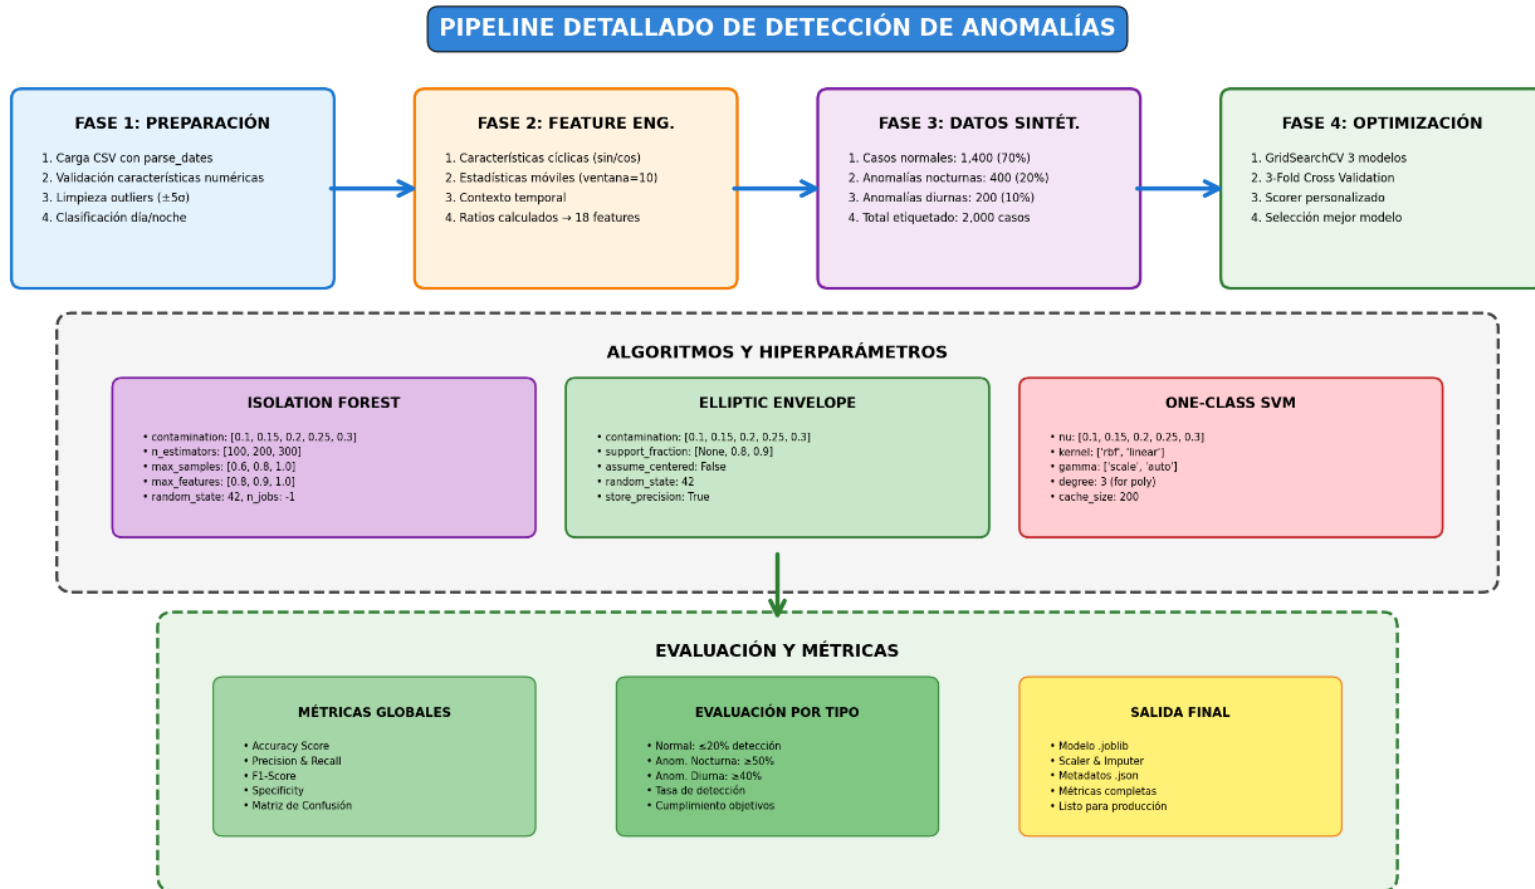 PIPELINE DETALLADO DE DETECCIÓN DE ANOMALÍAS
FASE 1: PREPARACIÓN
1. Carga CSV con parse_dates
2. Validación características numéricas
3. Limpieza outliers (±5σ)
4. Clasificación día/noche
FASE 2: FEATURE ENG.
1. Características cíclicas (sin/cos)
2. Estadísticas móviles (ventana=10)
3. Contexto temporal
4. Ratios calculados → 18 features
FASE 3: DATOS SINTÉT.
1. Casos normales: 1,400 (70%)
2. Anomalías nocturnas: 400 (20%)
3. Anomalías diurnas: 200 (10%)
4. Total etiquetado: 2,000 casos
FASE 4: OPTIMIZACIÓN
1. GridSearchCV 3 modelos
2. 3-Fold Cross Validation
3. Scorer personalizado
4. Selección mejor modelo
ALGORITMOS Y HIPERPARÁMETROS
ISOLATION FOREST
• contamination: [0.1, 0.15, 0.2, 0.25, 0.3]
• n_estimators: [100, 200, 300]
• max_samples: [0.6, 0.8, 1.0]
• max_features: [0.8, 0.9, 1.0]
• random_state: 42, n_jobs: -1
ELLIPTIC ENVELOPE
• contamination: [0.1, 0.15, 0.2, 0.25, 0.3]
• support_fraction: [None, 0.8, 0.9]
• assume_centered: False
• random_state: 42
• store_precision: True
ONE-CLASS SVM
• nu: [0.1, 0.15, 0.2, 0.25, 0.3]
• kernel: ['rbf', 'linear']
• gamma: ['scale', 'auto']
• degree: 3 (for poly)
• cache_size: 200
EVALUACIÓN Y MÉTRICAS
MÉTRICAS GLOBALES
• Accuracy Score
• Precision & Recall
• F1-Score
• Specificity
• Matriz de Confusión
EVALUACIÓN POR TIPO
• Normal: ≤20% detección
• Anom. Nocturna: ≥50%
• Anom. Diurna: ≥40%
• Tasa de detección
• Cumplimiento objetivos
SALIDA FINAL
• Modelo .joblib
• Scaler & Imputer
• Metadatos .json
• Métricas completas
• Listo para producción